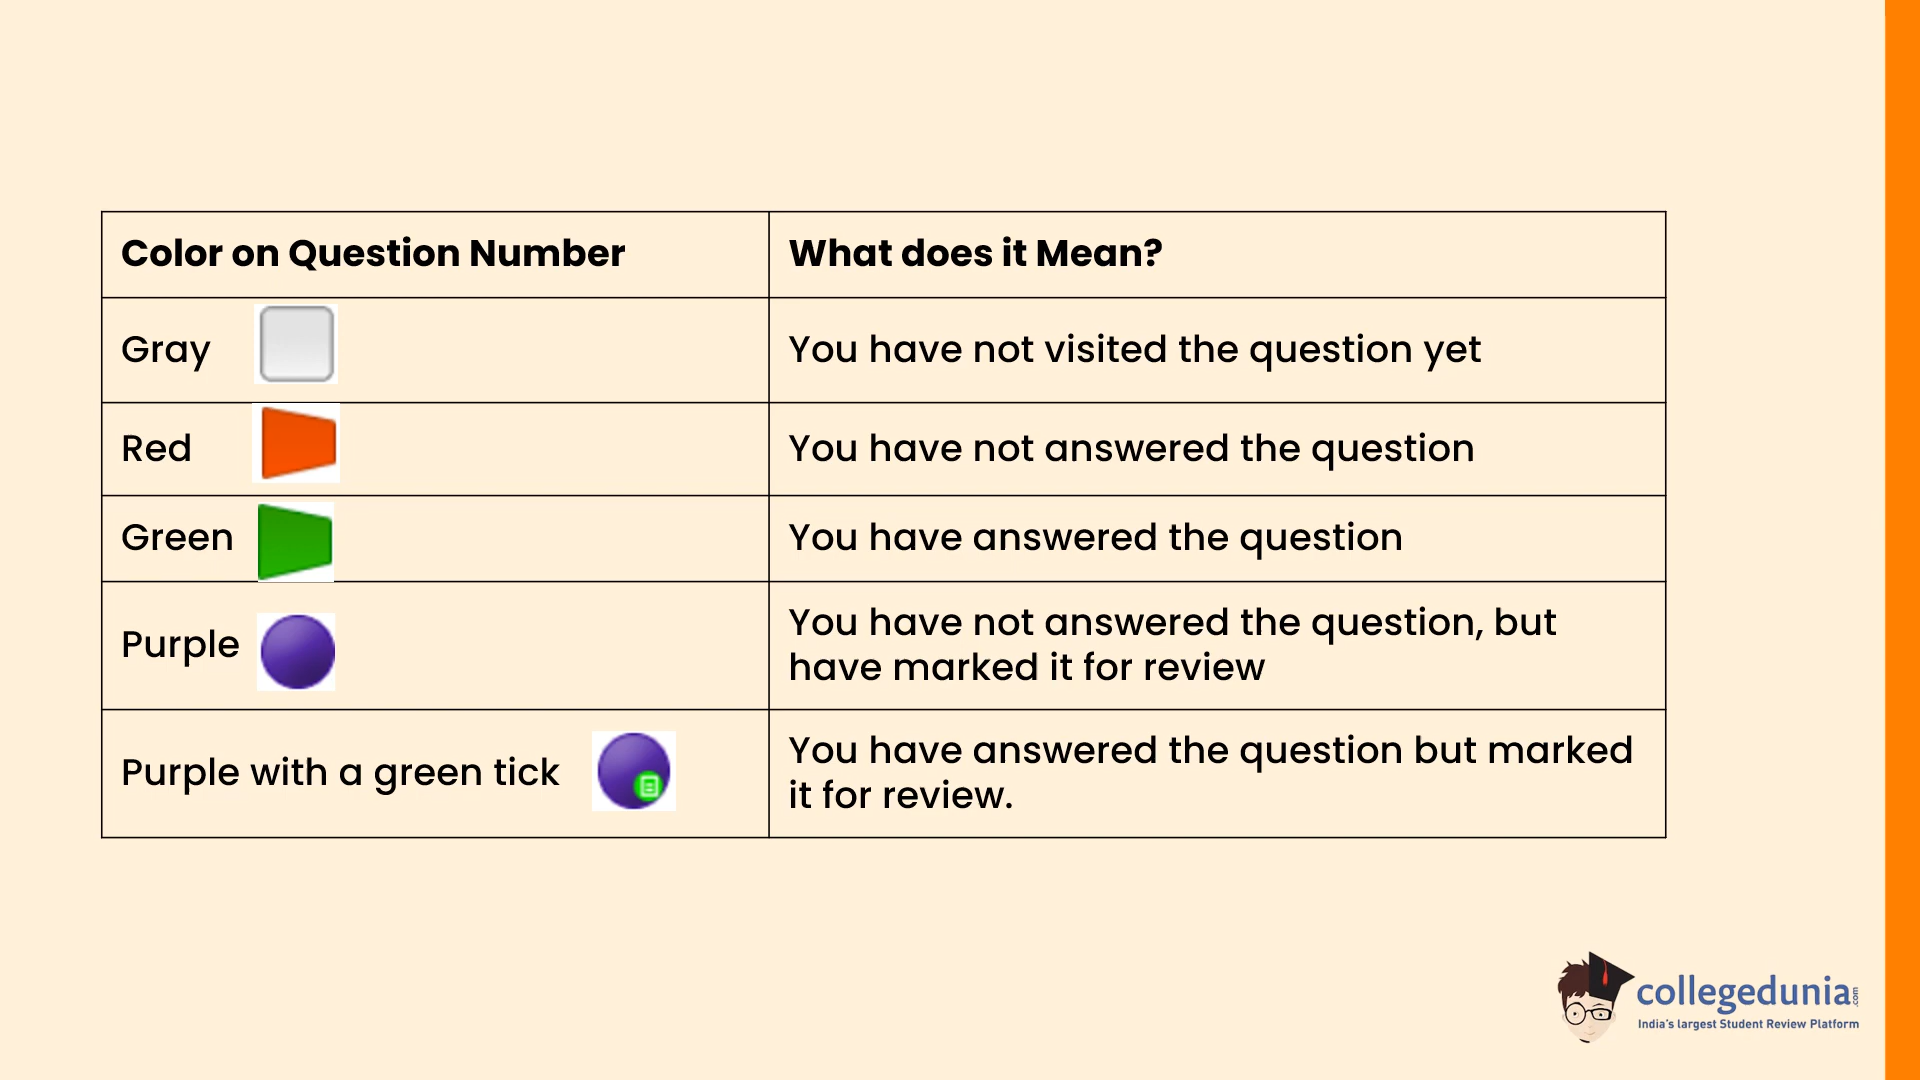 Color on Question Number
What does it Mean?
Gray
You have not visited the question yet
Red
You have not answered the question
Green
You have answered the question
Purple
You have not answered the question, but
have marked it for review
Purple with a green tick
You have answered the question but marked
it for review.
collegedunia.com
India's largest Student Review Platform